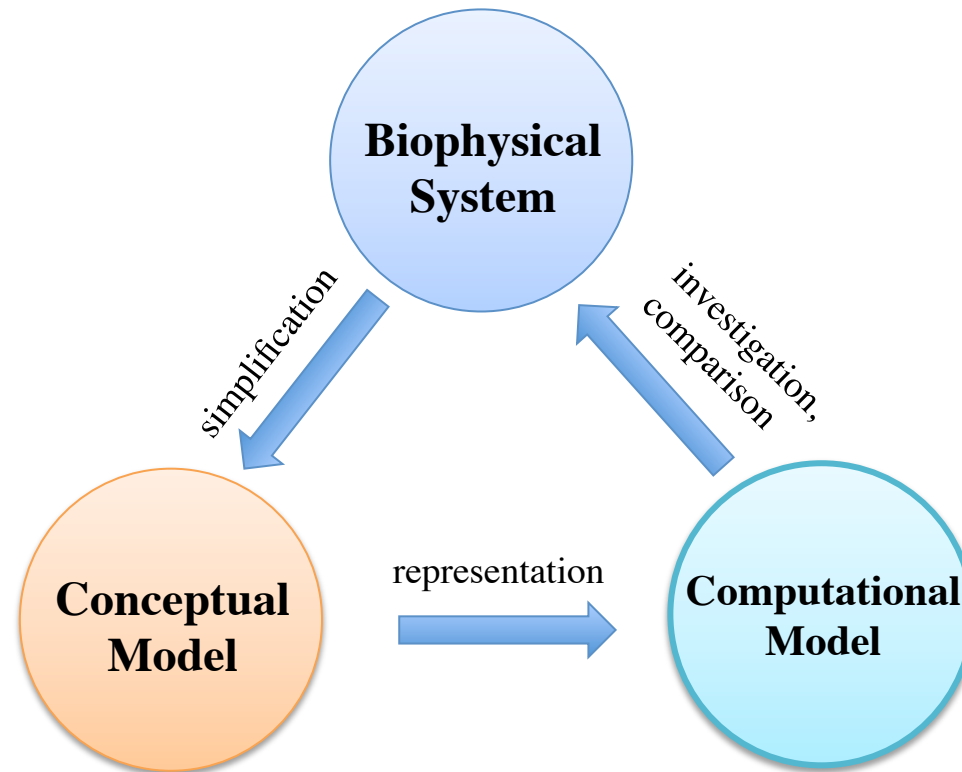 Biophysical
System
simplification
investigation,
comparison
representation
Conceptual
Model
Computational
Model